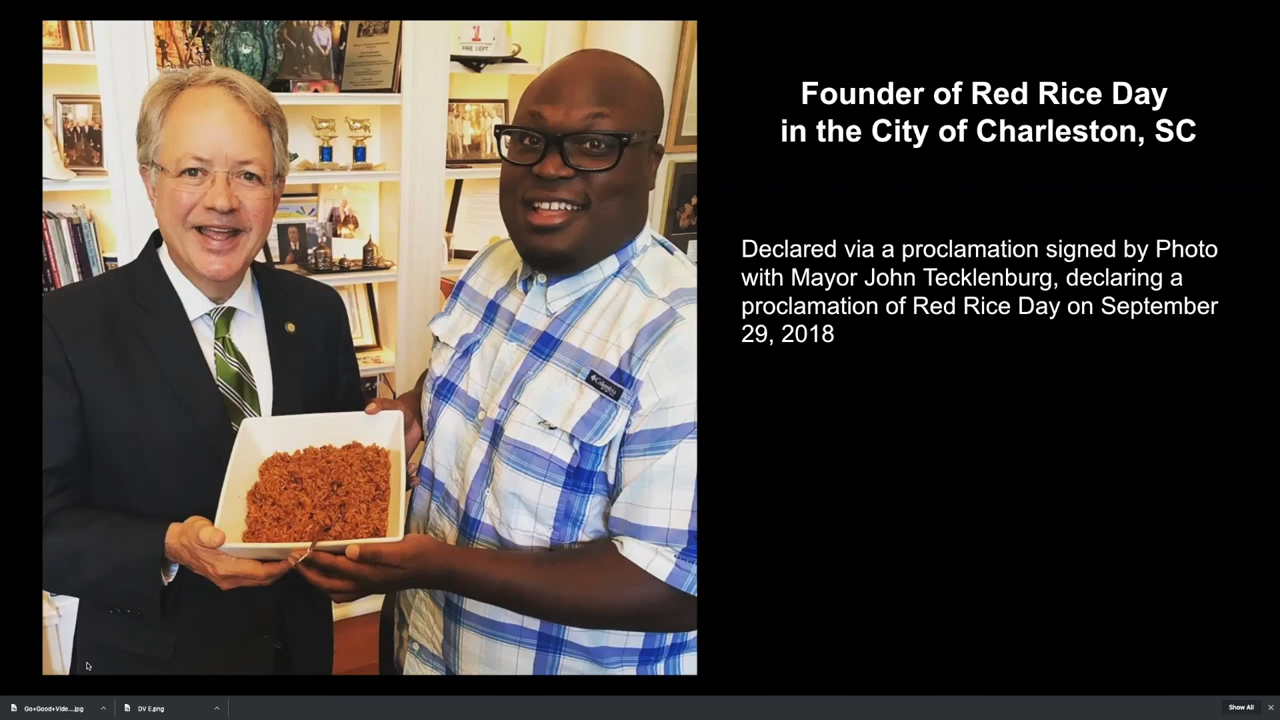 FIRE DEPT.
Columbia
Founder of Red Rice Day
in the City of Charleston, SC
Declared via a proclamation signed by Photo
with Mayor John Tecklenburg, declaring a
proclamation of Red Rice Day on September
29, 2018
Go+Good+Vide....jpg
DV E.png
Show All